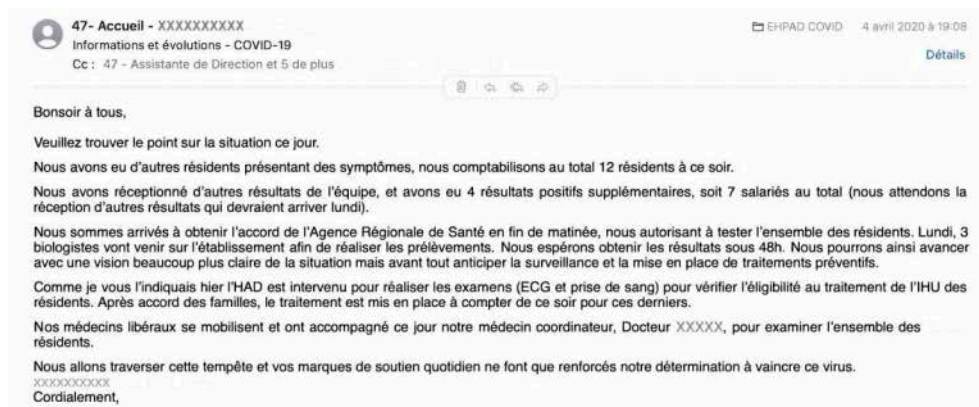 47- Accueil - XXXXXXXXXX
EHPAD COVID 4 avril 2020 à 19:08
Informations et évolutions - COVID-19
Cc : 47 - Assistante de Direction et 5 de plus
Détails
Bonsoir à tous,
Veuillez trouver le point sur la situation ce jour.
Nous avons eu d'autres résidents présentant des symptômes, nous comptabilisons au total 12 résidents à ce soir.
Nous avons réceptionné d'autres résultats de l'équipe, et avons eu 4 résultats positifs supplémentaires, soit 7 salariés au total (nous attendons la
réception d'autres résultats qui devraient arriver lundi).
Nous sommes arrivés à obtenir l'accord de l'Agence Régionale de Santé en fin de matinée, nous autorisant à tester l'ensemble des résidents. Lundi, 3
biologistes vont venir sur l'établissement afin de réaliser les prélèvements. Nous espérons obtenir les résultats sous 48h. Nous pourrons ainsi avancer
avec une vision beaucoup plus claire de la situation mais avant tout anticiper la surveillance et la mise en place de traitements préventifs.
Comme je vous l'indiquais hier l'HAD est intervenu pour réaliser les examens (ECG et prise de sang) pour vérifier l'éligibilité au traitement de l'IHU des
résidents. Après accord des familles, le traitement est mis en place à compter de ce soir pour ces derniers.
Nos médecins libéraux se mobilisent et ont accompagné ce jour notre médecin coordinateur, Docteur XXXXX, pour examiner l'ensemble des
résidents.
Nous allons traverser cette tempête et vos marques de soutien quotidien ne font que renforcés notre détermination à vaincre ce virus.
XXXXXXXXXX
Cordialement,